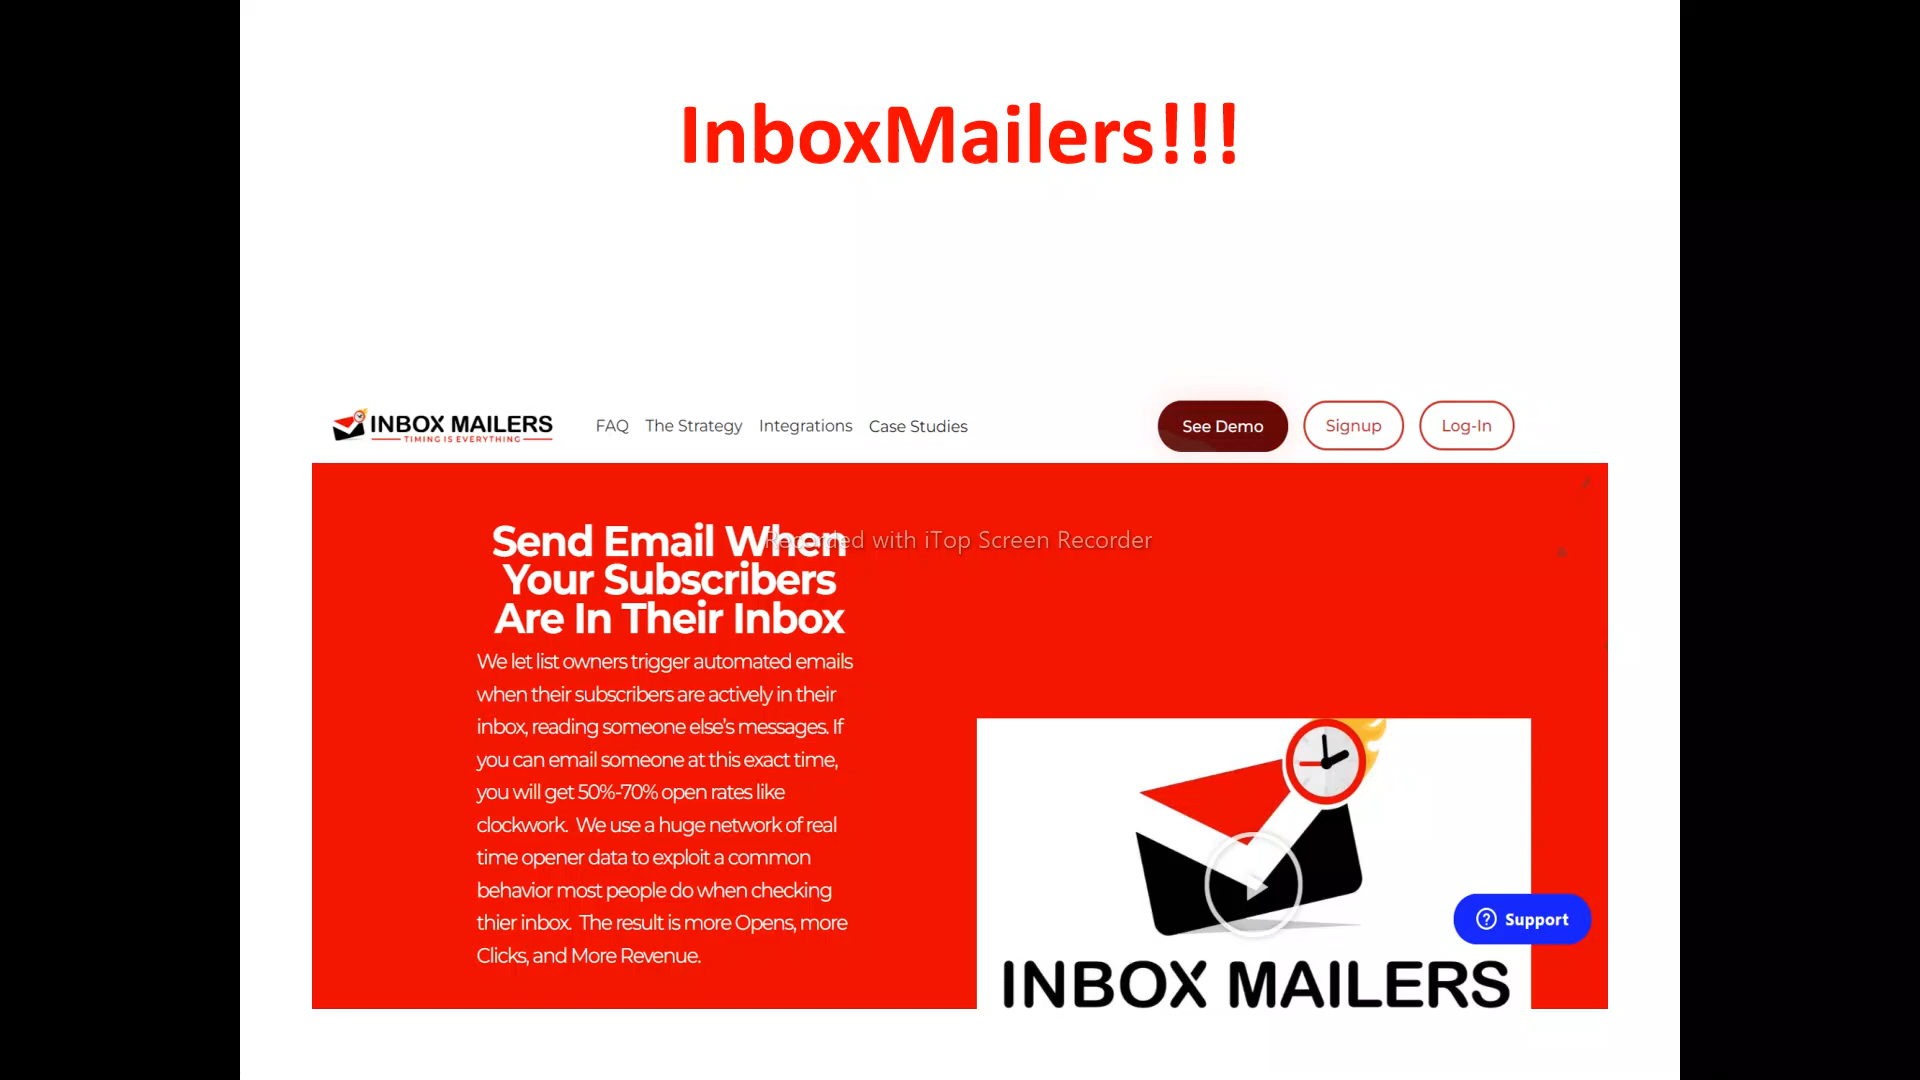 InboxMailers!!!
INBOX MAILERS
TIMING IS EVERYTHING
FAQ The Strategy Integrations Case Studies
See Demo Signup Log-In
Send Email When
Your Subscribers
Are In Their Inbox
Recorded with iTop Screen Recorder
We let list owners trigger automated emails
when their subscribers are actively in their
inbox, reading someone else's messages. If
you can email someone at this exact time,
you will get 50%-70% open rates like
clockwork. We use a huge network of real
time opener data to exploit a common
behavior most people do when checking
thier inbox. The result is more Opens, more
Clicks, and More Revenue.
Support
INBOX MAILERS